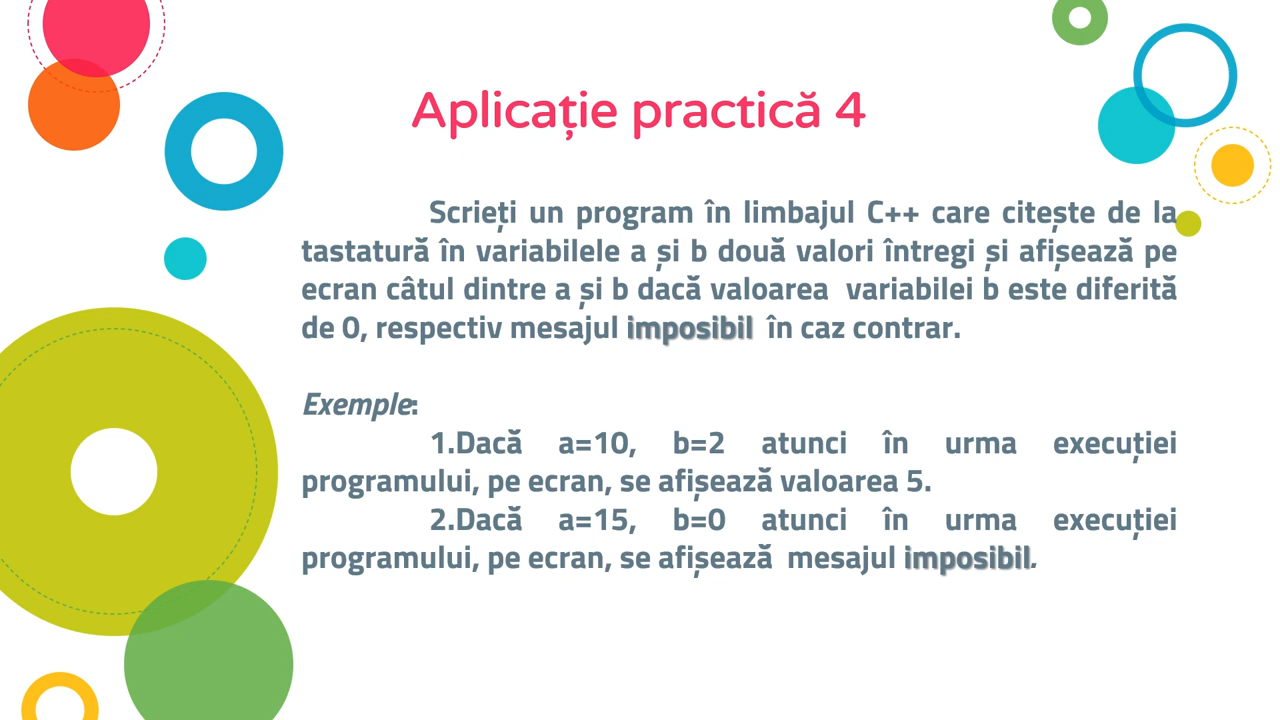 Aplicație practică 4
Scrieți un program în limbajul C++ care citește de la
tastatură în variabilele a și b două valori întregi și afișează pe
ecran câtul dintre a și b dacă valoarea variabilei b este diferită
de 0, respectiv mesajul imposibil în caz contrar.
Exemple:
1.Dacă a=10, b=2 atunci în urma execuției
programului, pe ecran, se afișează valoarea 5.
2.Dacă a=15, b=0 atunci în urma execuției
programului, pe ecran, se afișează mesajul imposibil.